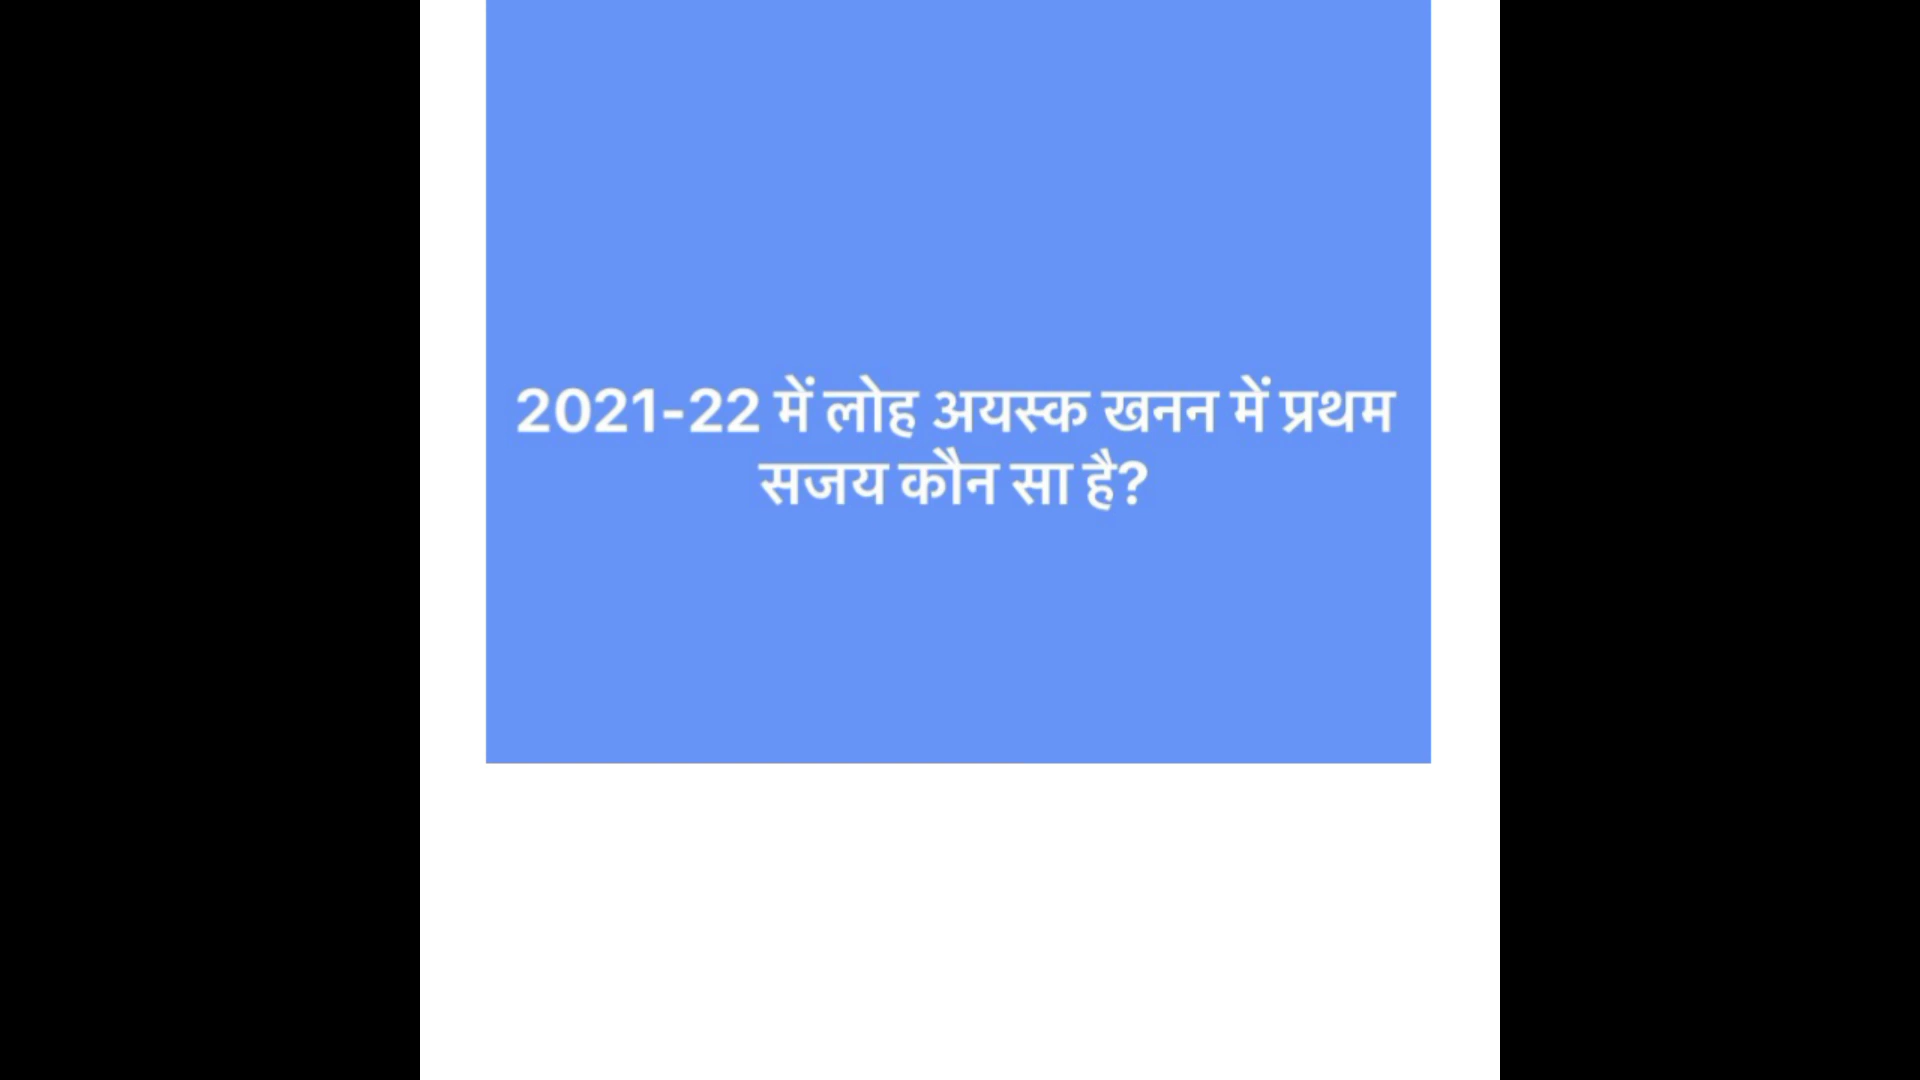 2021-22 में लोह अयस्क खनन में प्रथम
सजय कौन सा है?